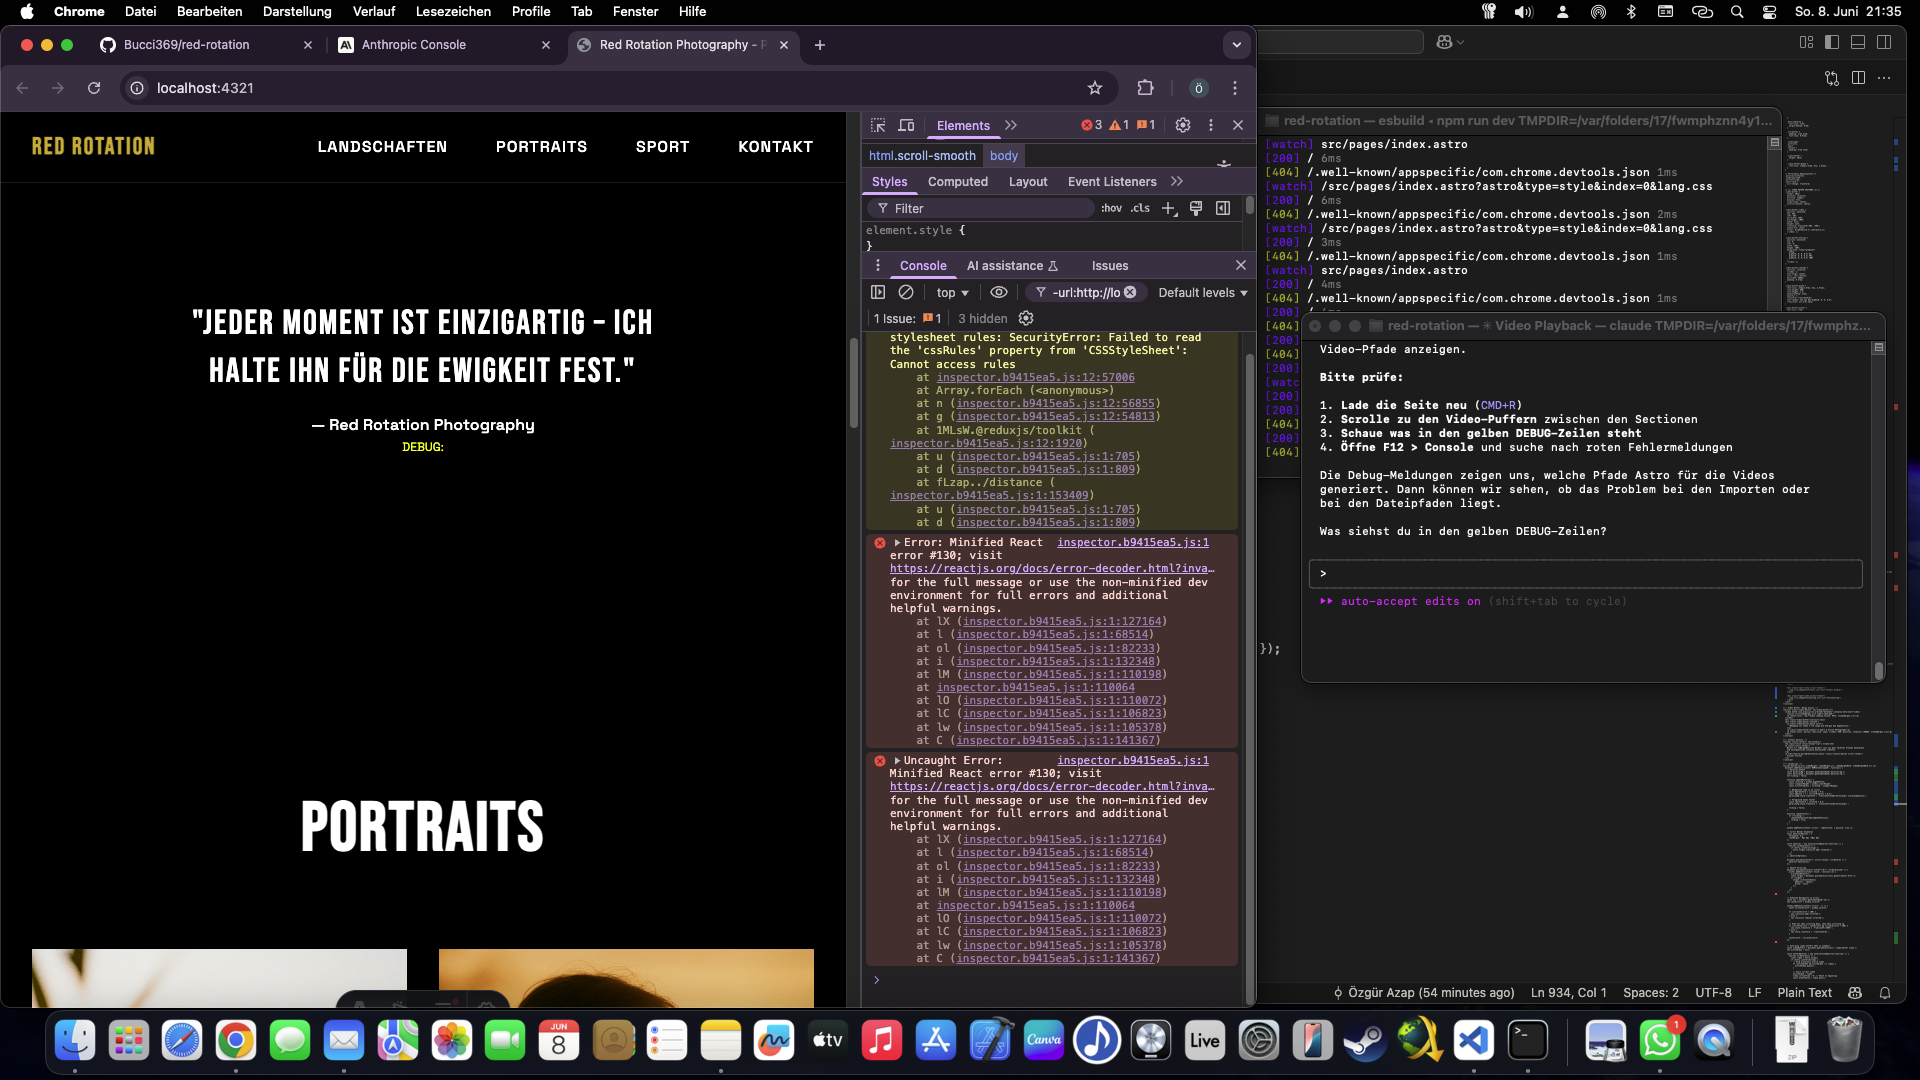 Chrome Datei Bearbeiten Darstellung Verlauf Lesezeichen Profile Tab Fenster Hilfe
So. 8. Juni 21:35
Bucci369/red-rotation
Anthropic Console
Red Rotation Photography - P
localhost:4321
ö
RED ROTATION
LANDSCHAFTEN
PORTRAITS
SPORT
KONTAKT
"JEDER MOMENT IST EINZIGARTIG – ICH
HALTE IHN FÜR DIE EWIGKEIT FEST."
— Red Rotation Photography
DEBUG:
PORTRAITS
Elements
3 1 1
html.scroll-smooth body
Styles Computed Layout Event Listeners
Filter
:hov .cls
element.style {
}
Console AI assistance Issues
top
-url:http://lo
Default levels
1 Issue: 1 3 hidden
stylesheet rules: SecurityError: Failed to read
the 'cssRules' property from 'CSSStyleSheet':
Cannot access rules
at inspector.b9415ea5.js:12:57006
at Array.forEach (<anonymous>)
at n (inspector.b9415ea5.js:12:56855)
at g (inspector.b9415ea5.js:12:54813)
at 1MLsW.@reduxjs/toolkit (
inspector.b9415ea5.js:12:1920)
at u (inspector.b9415ea5.js:1:705)
at d (inspector.b9415ea5.js:1:809)
at fLzap../distance (
inspector.b9415ea5.js:1:153409)
at u (inspector.b9415ea5.js:1:705)
at d (inspector.b9415ea5.js:1:809)
Error: Minified React inspector.b9415ea5.js:1
error #130; visit
https://reactjs.org/docs/error-decoder.html?inva…
for the full message or use the non-minified dev
environment for full errors and additional
helpful warnings.
at lX (inspector.b9415ea5.js:1:127164)
at l (inspector.b9415ea5.js:1:68514)
at ol (inspector.b9415ea5.js:1:82233)
at i (inspector.b9415ea5.js:1:132348)
at lM (inspector.b9415ea5.js:1:110198)
at inspector.b9415ea5.js:1:110064
at lO (inspector.b9415ea5.js:1:110072)
at lC (inspector.b9415ea5.js:1:106823)
at lw (inspector.b9415ea5.js:1:105378)
at C (inspector.b9415ea5.js:1:141367)
Uncaught Error: inspector.b9415ea5.js:1
Minified React error #130; visit
https://reactjs.org/docs/error-decoder.html?inva…
for the full message or use the non-minified dev
environment for full errors and additional
helpful warnings.
at lX (inspector.b9415ea5.js:1:127164)
at l (inspector.b9415ea5.js:1:68514)
at ol (inspector.b9415ea5.js:1:82233)
at i (inspector.b9415ea5.js:1:132348)
at lM (inspector.b9415ea5.js:1:110198)
at inspector.b9415ea5.js:1:110064
at lO (inspector.b9415ea5.js:1:110072)
at lC (inspector.b9415ea5.js:1:106823)
at lw (inspector.b9415ea5.js:1:105378)
at C (inspector.b9415ea5.js:1:141367)
red-rotation — esbuild ◂ npm run dev TMPDIR=/var/folders/17/fwmphznn4y1...
[watch] src/pages/index.astro
[200] / 6ms
[404] /.well-known/appspecific/com.chrome.devtools.json 1ms
[watch] /src/pages/index.astro?astro&type=style&index=0&lang.css
[200] / 6ms
[404] /.well-known/appspecific/com.chrome.devtools.json 2ms
[watch] /src/pages/index.astro?astro&type=style&index=0&lang.css
[200] / 3ms
[404] /.well-known/appspecific/com.chrome.devtools.json 1ms
[watch] src/pages/index.astro
[200] / 4ms
[404] /.well-known/appspecific/com.chrome.devtools.json 1ms
red-rotation — ✳ Video Playback — claude TMPDIR=/var/folders/17/fwmphz...
Video-Pfade anzeigen.
Bitte prüfe:
1. Lade die Seite neu (CMD+R)
2. Scrolle zu den Video-Puffern zwischen den Sectionen
3. Schaue was in den gelben DEBUG-Zeilen steht
4. Öffne F12 > Console und suche nach roten Fehlermeldungen
Die Debug-Meldungen zeigen uns, welche Pfade Astro für die Videos
generiert. Dann können wir sehen, ob das Problem bei den Importen oder
bei den Dateipfaden liegt.
Was siehst du in den gelben DEBUG-Zeilen?
>
auto-accept edits on (shift+tab to cycle)
});
Özgür Azap (54 minutes ago) Ln 934, Col 1 Spaces: 2 UTF-8 LF Plain Text
JUN
8
tv
Canva
Live
1
ZIP